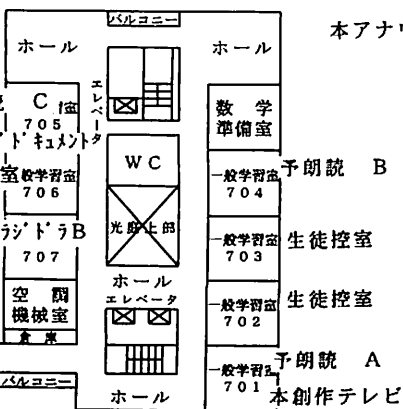 バルコニー
本アナウ
ホール
ホール
エレベータ
C
705
ドキュメント
一般学習室
706
ラジドラB
707
空調
機械室
倉庫
バルコニー
WC
光庭上部
ホール
エレベータ
ホール
数学
準備室
一般学習室
704
予朗読 B
一般学習室
703
生徒控室
一般学習室
702
生徒控室
一般学習室
701
予朗読 A
本創作テレビ